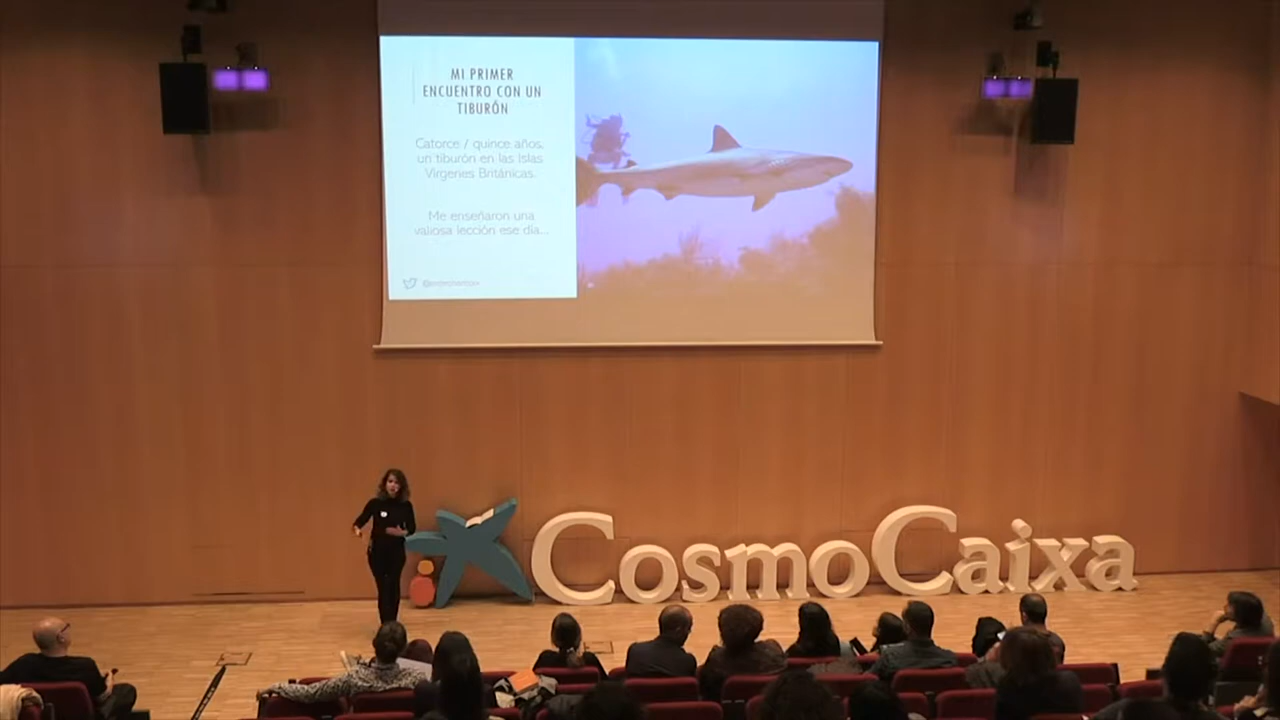 MI PRIMER
ENCUENTRO CON UN
TIBURÓN
Catorce / quince años,
un tiburón en las Islas
Vírgenes Británicas.
Me enseñaron una
valiosa lección ese día...
CosmoCaixa